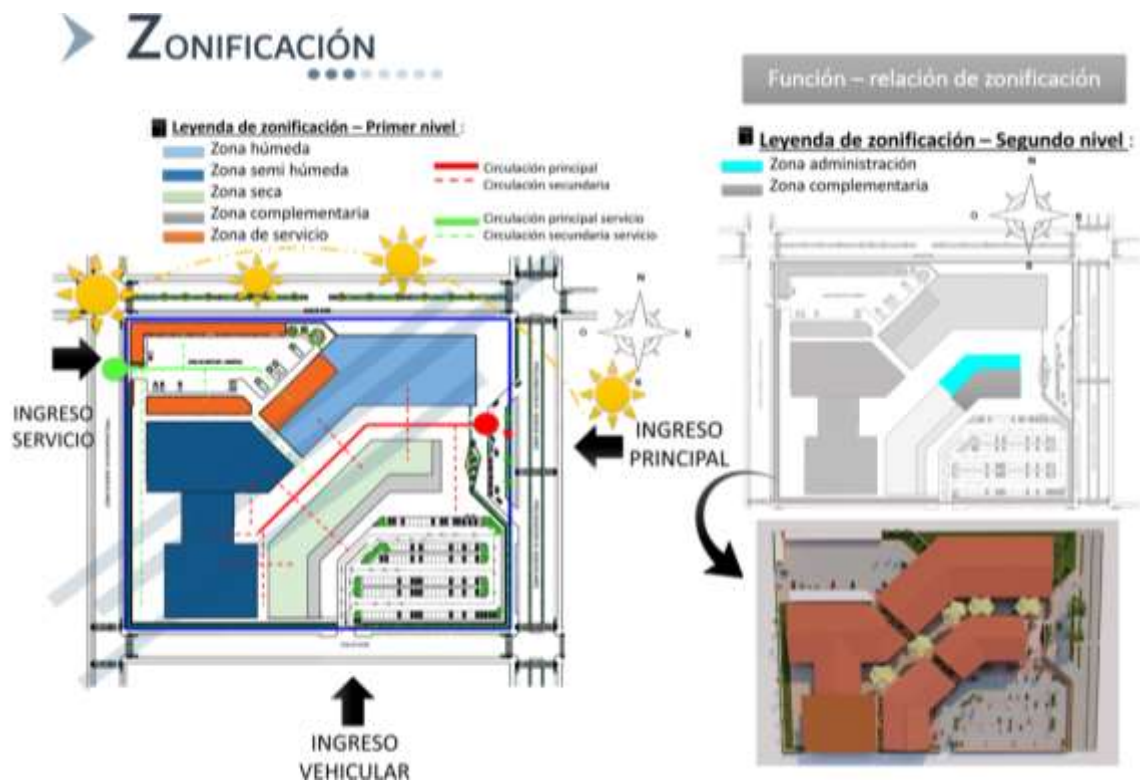 ZONIFICACIÓN
Función – relación de zonificación
Leyenda de zonificación – Primer nivel :
Zona húmeda
Zona semi húmeda
Zona seca
Zona complementaria
Zona de servicio
Circulación principal
Circulación secundaria
Circulación principal servicio
Circulación secundaria servicio
Leyenda de zonificación – Segundo nivel :
Zona administración
Zona complementaria
N
O
N
O
E
INGRESO
SERVICIO
INGRESO
PRINCIPAL
INGRESO
VEHICULAR